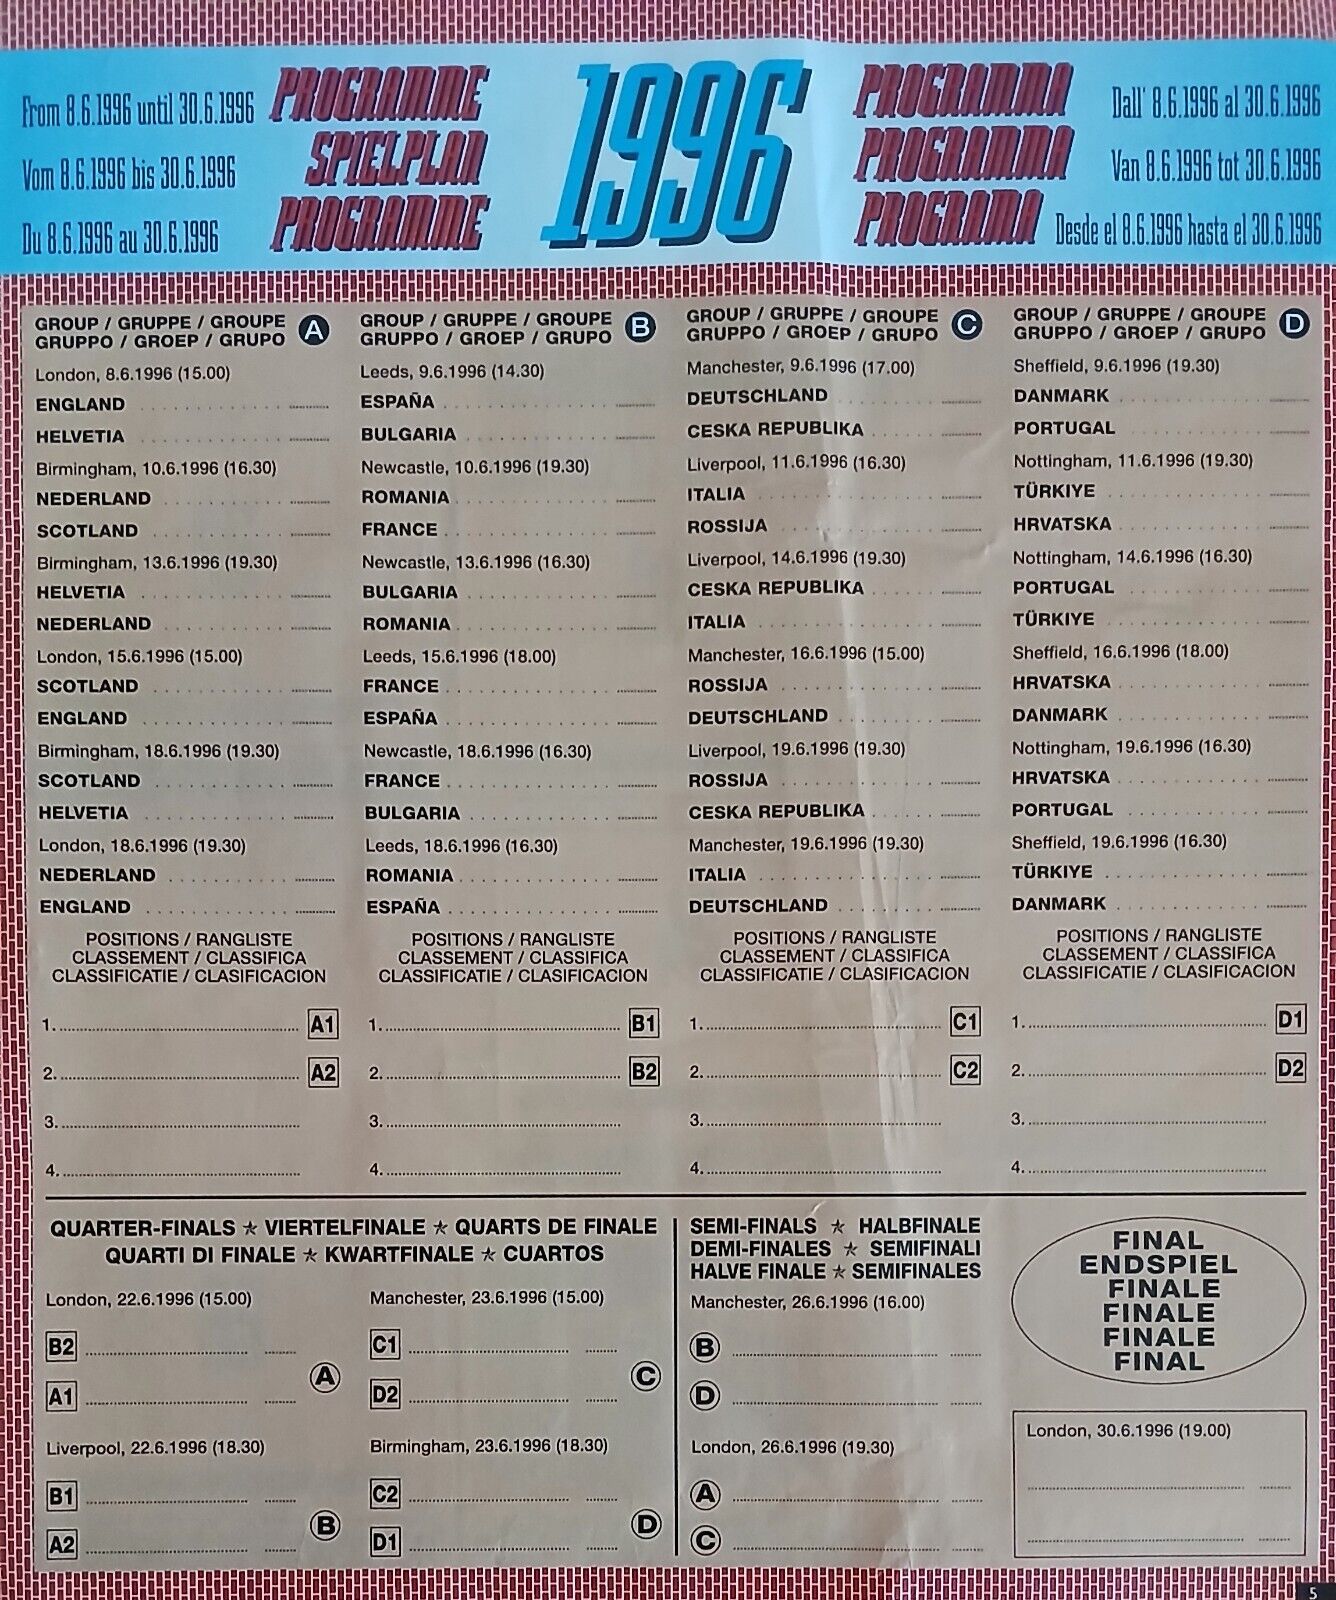 From 8.6.1996 until 30.6.1996
Vom 8.6.1996 bis 30.6.1996
Du 8.6.1996 au 30.6.1996
PROGRAMME
SPIELPLAN
PROGRAMME
1996
PROGRAMMA
PROGRAMMA
PROGRAMA
Dall' 8.6.1996 al 30.6.1996
Van 8.6.1996 tot 30.6.1996
Desde el 8.6.1996 hasta el 30.6.1996
GROUP / GRUPPE / GROUPE
GRUPPO / GROEP / GRUPO
A
London, 8.6.1996 (15.00)
ENGLAND
HELVETIA
Birmingham, 10.6.1996 (16.30)
NEDERLAND
SCOTLAND
Birmingham, 13.6.1996 (19.30)
HELVETIA
NEDERLAND
London, 15.6.1996 (15.00)
SCOTLAND
ENGLAND
Birmingham, 18.6.1996 (19.30)
SCOTLAND
HELVETIA
London, 18.6.1996 (19.30)
NEDERLAND
ENGLAND
POSITIONS / RANGLISTE
CLASSEMENT / CLASSIFICA
CLASSIFICATIE / CLASIFICACION
1. A1
2. A2
3.
4.
GROUP / GRUPPE / GROUPE
GRUPPO / GROEP / GRUPO
B
Leeds, 9.6.1996 (14.30)
ESPAÑA
BULGARIA
Newcastle, 10.6.1996 (19.30)
ROMANIA
FRANCE
Newcastle, 13.6.1996 (16.30)
BULGARIA
ROMANIA
Leeds, 15.6.1996 (18.00)
FRANCE
ESPAÑA
Newcastle, 18.6.1996 (16.30)
FRANCE
BULGARIA
Leeds, 18.6.1996 (16.30)
ROMANIA
ESPAÑA
POSITIONS / RANGLISTE
CLASSEMENT / CLASSIFICA
CLASSIFICATIE / CLASIFICACION
1. B1
2. B2
3.
4.
GROUP / GRUPPE / GROUPE
GRUPPO / GROEP / GRUPO
C
Manchester, 9.6.1996 (17.00)
DEUTSCHLAND
CESKA REPUBLIKA
Liverpool, 11.6.1996 (16.30)
ITALIA
ROSSIJA
Liverpool, 14.6.1996 (19.30)
CESKA REPUBLIKA
ITALIA
Manchester, 16.6.1996 (15.00)
ROSSIJA
DEUTSCHLAND
Liverpool, 19.6.1996 (19.30)
ROSSIJA
CESKA REPUBLIKA
Manchester, 19.6.1996 (19.30)
ITALIA
DEUTSCHLAND
POSITIONS / RANGLISTE
CLASSEMENT / CLASSIFICA
CLASSIFICATIE / CLASIFICACION
1. C1
2. C2
3.
4.
GROUP / GRUPPE / GROUPE
GRUPPO / GROEP / GRUPO
D
Sheffield, 9.6.1996 (19.30)
DANMARK
PORTUGAL
Nottingham, 11.6.1996 (19.30)
TÜRKIYE
HRVATSKA
Nottingham, 14.6.1996 (16.30)
PORTUGAL
TÜRKIYE
Sheffield, 16.6.1996 (18.00)
HRVATSKA
DANMARK
Nottingham, 19.6.1996 (16.30)
HRVATSKA
PORTUGAL
Sheffield, 19.6.1996 (16.30)
TÜRKIYE
DANMARK
POSITIONS / RANGLISTE
CLASSEMENT / CLASSIFICA
CLASSIFICATIE / CLASIFICACION
1. D1
2. D2
3.
4.
QUARTER-FINALS ★ VIERTELFINALE ★ QUARTS DE FINALE
QUARTI DI FINALE ★ KWARTFINALE ★ CUARTOS
London, 22.6.1996 (15.00)
B2
A1
A
Liverpool, 22.6.1996 (18.30)
B1
A2
B
Manchester, 23.6.1996 (15.00)
C1
D2
C
Birmingham, 23.6.1996 (18.30)
C2
D1
D
SEMI-FINALS ★ HALBFINALE
DEMI-FINALES ★ SEMIFINALI
HALVE FINALE ★ SEMIFINALES
Manchester, 26.6.1996 (16.00)
B
D
London, 26.6.1996 (19.30)
A
C
FINAL
ENDSPIEL
FINALE
FINALE
FINALE
FINAL
London, 30.6.1996 (19.00)
5